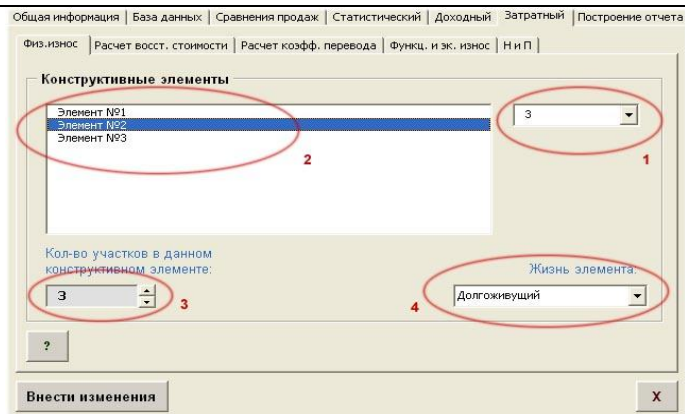 Общая информация База данных Сравнения продаж Статистический Доходный Затратный Построение отчета
Физ.износ Расчет восст. стоимости Расчет коэфф. перевода Функц. и эк. износ Н и П
Конструктивные элементы
Элемент №1
Элемент №2
Элемент №3
3
1
2
Кол-во участков в данном
конструктивном элементе:
3
3
Жизнь элемента:
Долгоживущий
4
?
Внести изменения X